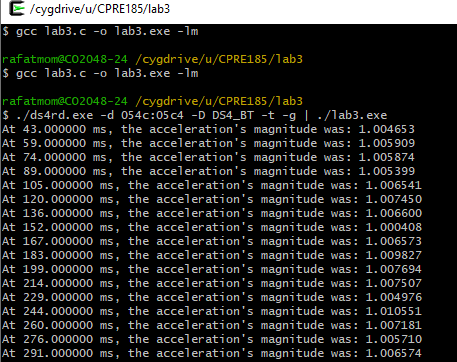 /cygdrive/u/CPRE185/lab3
$ gcc lab3.c -o lab3.exe -lm
rafatmom@CO2048-24 /cygdrive/u/CPRE185/lab3
$ gcc lab3.c -o lab3.exe -lm
rafatmom@CO2048-24 /cygdrive/u/CPRE185/lab3
$ ./ds4rd.exe -d 054c:05c4 -D DS4_BT -t -g | ./lab3.exe
At 43.000000 ms, the acceleration's magnitude was: 1.004653
At 59.000000 ms, the acceleration's magnitude was: 1.005909
At 74.000000 ms, the acceleration's magnitude was: 1.005874
At 89.000000 ms, the acceleration's magnitude was: 1.005399
At 105.000000 ms, the acceleration's magnitude was: 1.006541
At 120.000000 ms, the acceleration's magnitude was: 1.007450
At 136.000000 ms, the acceleration's magnitude was: 1.006600
At 152.000000 ms, the acceleration's magnitude was: 1.000408
At 167.000000 ms, the acceleration's magnitude was: 1.006573
At 183.000000 ms, the acceleration's magnitude was: 1.009827
At 199.000000 ms, the acceleration's magnitude was: 1.007694
At 214.000000 ms, the acceleration's magnitude was: 1.007507
At 229.000000 ms, the acceleration's magnitude was: 1.004976
At 244.000000 ms, the acceleration's magnitude was: 1.010551
At 260.000000 ms, the acceleration's magnitude was: 1.007181
At 276.000000 ms, the acceleration's magnitude was: 1.005710
At 291.000000 ms, the acceleration's magnitude was: 1.006574